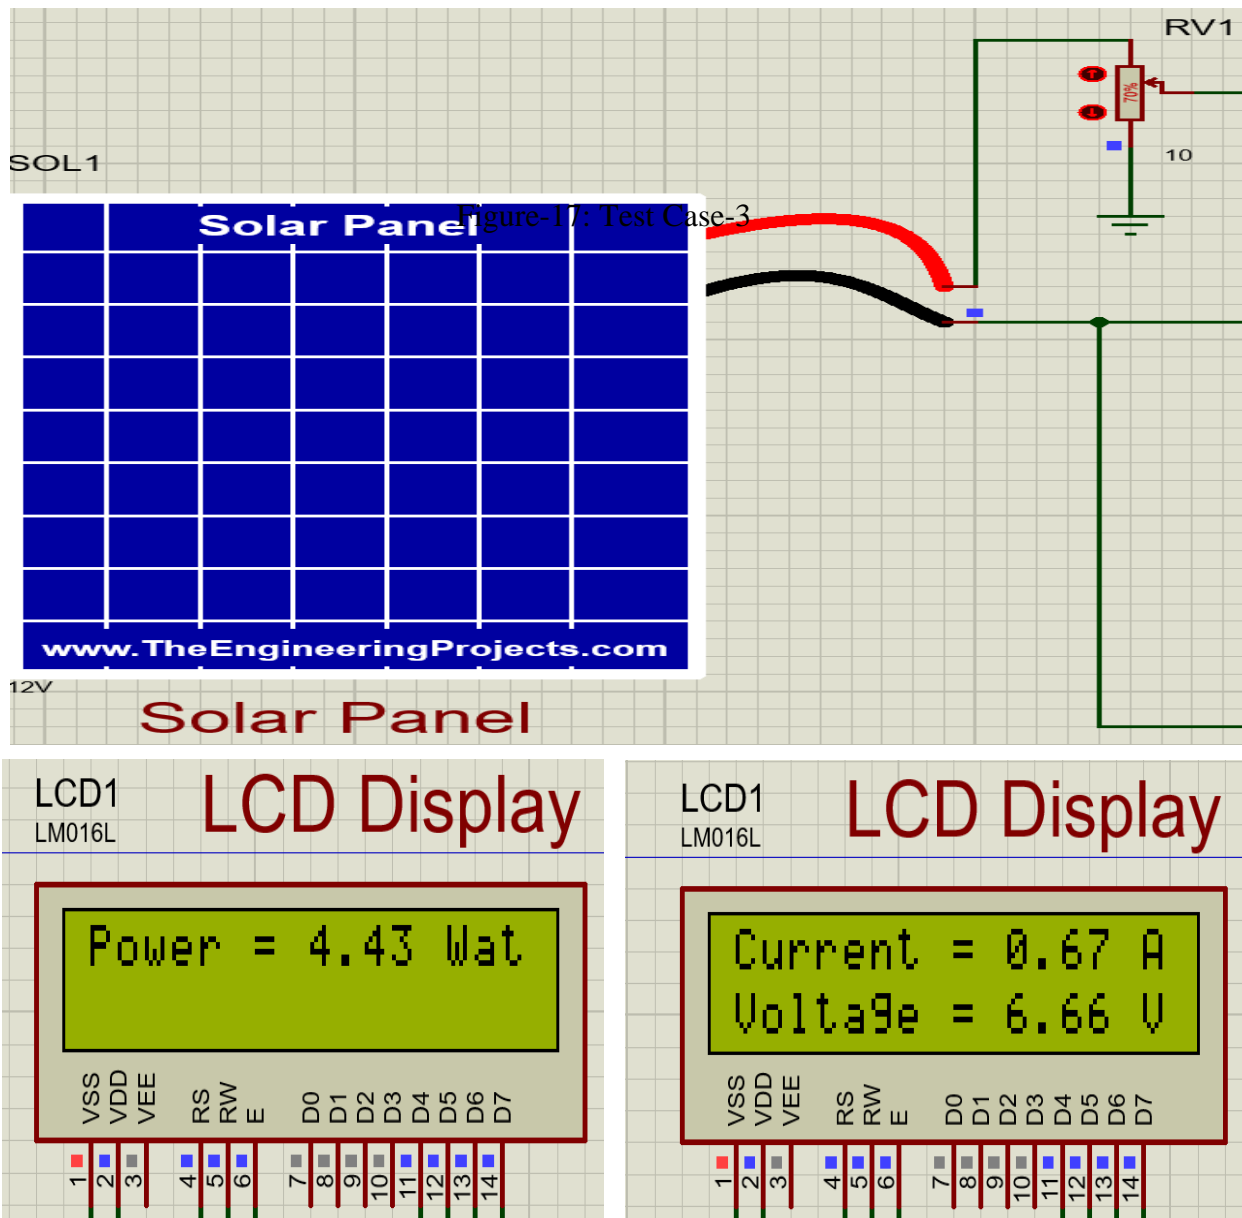 RV1
70%
10
SOL1
Solar Panel
Figure-17: Test Case-3
www.TheEngineeringProjects.com
12V
Solar Panel
LCD1
LM016L
LCD Display
Power = 4.43 Wat
VSS VDD VEE RS RW E D0 D1 D2 D3 D4 D5 D6 D7
1 2 3 4 5 6 7 8 9 10 11 12 13 14
LCD1
LM016L
LCD Display
Current = 0.67 A
Voltage = 6.66 V
VSS VDD VEE RS RW E D0 D1 D2 D3 D4 D5 D6 D7
1 2 3 4 5 6 7 8 9 10 11 12 13 14